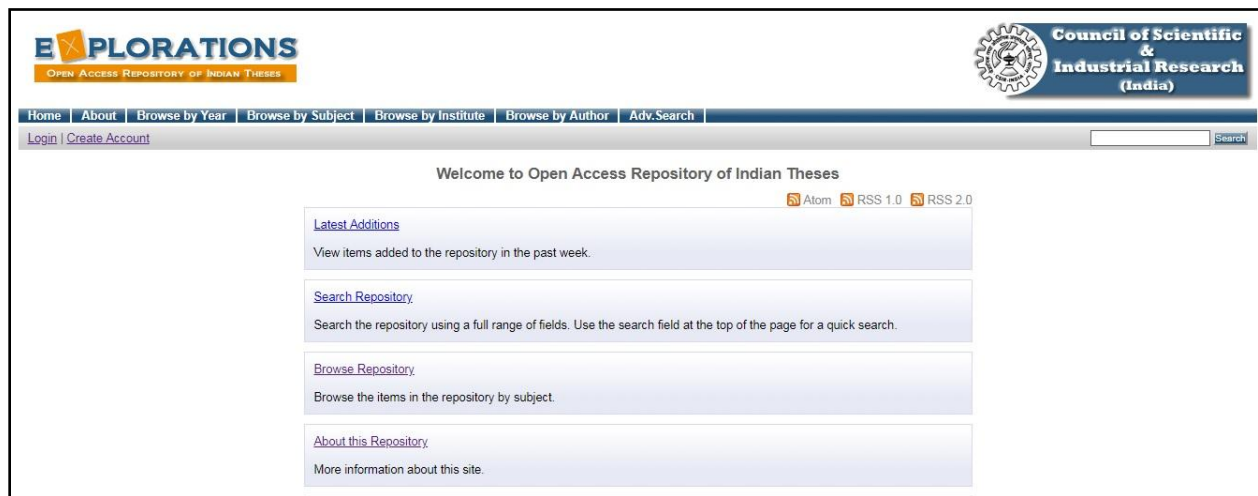 EXPLORATIONS
OPEN ACCESS REPOSITORY OF INDIAN THESES
Council of Scientific
&
Industrial Research
(India)
Home | About | Browse by Year | Browse by Subject | Browse by Institute | Browse by Author | Adv.Search |
Login | Create Account
Search
Welcome to Open Access Repository of Indian Theses
Atom RSS 1.0 RSS 2.0
Latest Additions
View items added to the repository in the past week.
Search Repository
Search the repository using a full range of fields. Use the search field at the top of the page for a quick search.
Browse Repository
Browse the items in the repository by subject.
About this Repository
More information about this site.